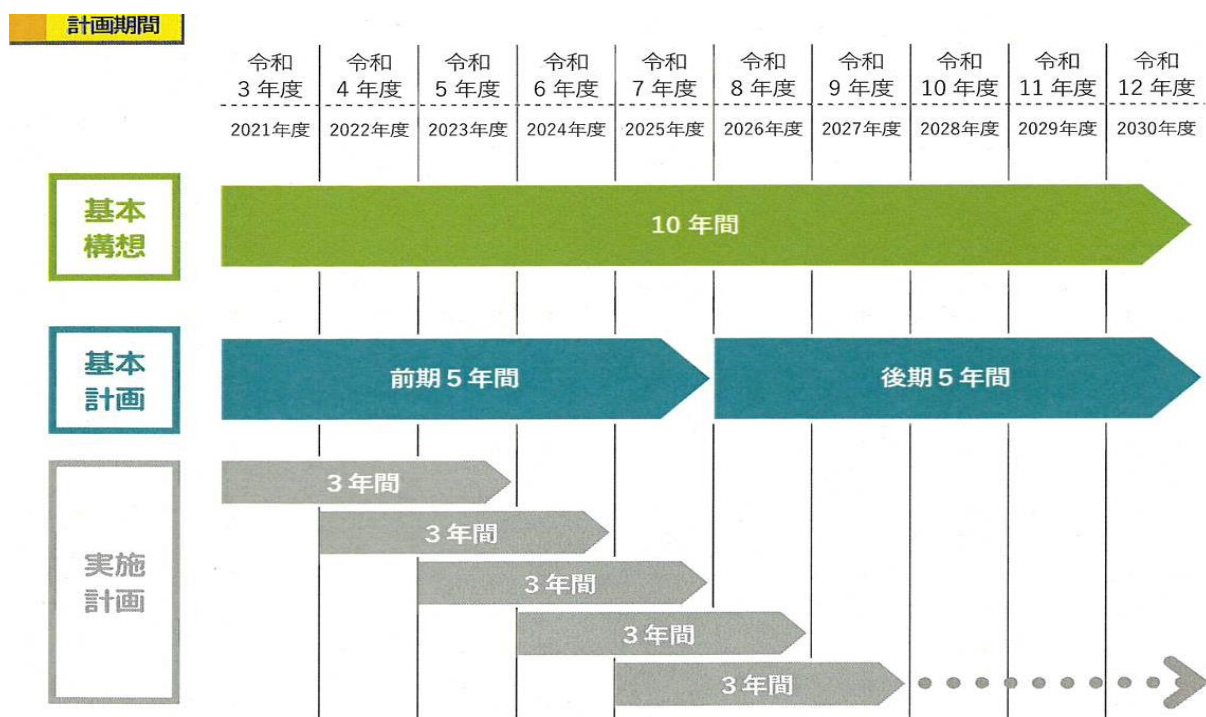 計画期間
令和 令和 令和 令和 令和 令和 令和 令和 令和 令和
3 年度 4 年度 5 年度 6 年度 7 年度 8 年度 9 年度 10 年度 11 年度 12 年度
2021年度 2022年度 2023年度 2024年度 2025年度 2026年度 2027年度 2028年度 2029年度 2030年度
基本
構想
10 年間
基本
計画
前期 5 年間 後期 5 年間
実施
計画
3 年間
3 年間
3 年間
3 年間
3 年間